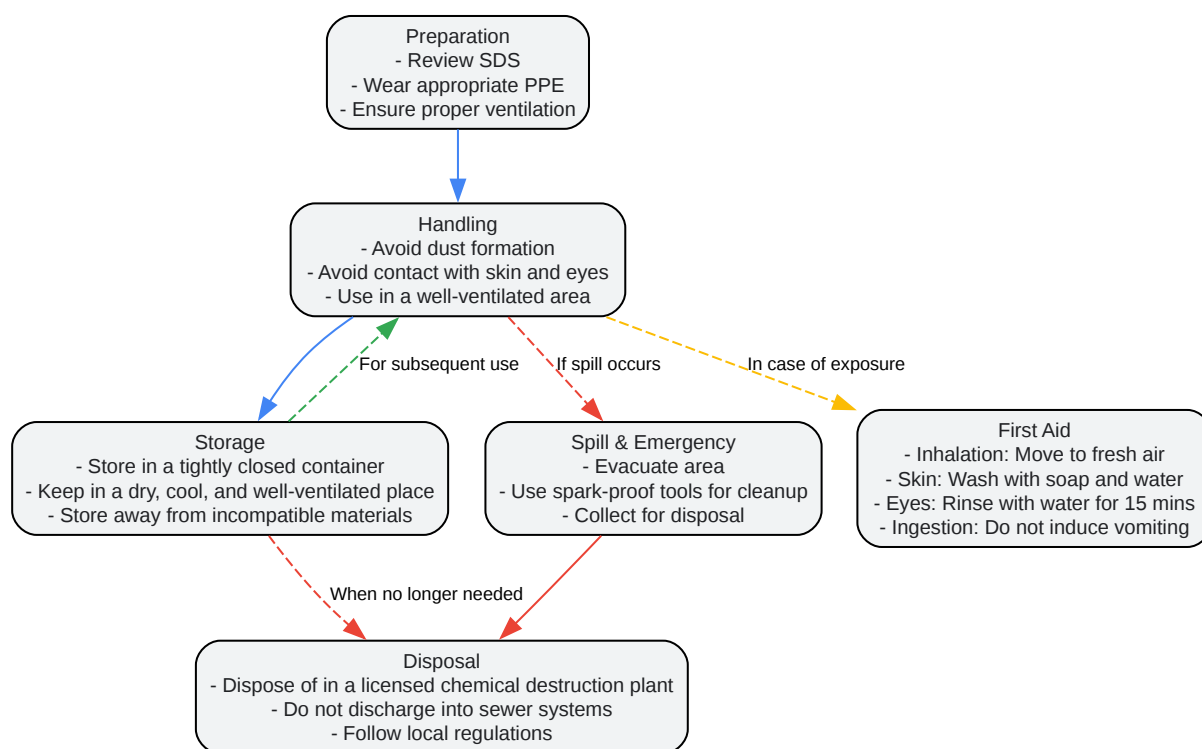 Preparation
- Review SDS
- Wear appropriate PPE
- Ensure proper ventilation
Handling
- Avoid dust formation
- Avoid contact with skin and eyes
- Use in a well-ventilated area
For subsequent use
If spill occurs
In case of exposure
Storage
- Store in a tightly closed container
- Keep in a dry, cool, and well-ventilated place
- Store away from incompatible materials
Spill & Emergency
- Evacuate area
- Use spark-proof tools for cleanup
- Collect for disposal
First Aid
- Inhalation: Move to fresh air
- Skin: Wash with soap and water
- Eyes: Rinse with water for 15 mins
- Ingestion: Do not induce vomiting
When no longer needed
Disposal
- Dispose of in a licensed chemical destruction plant
- Do not discharge into sewer systems
- Follow local regulations